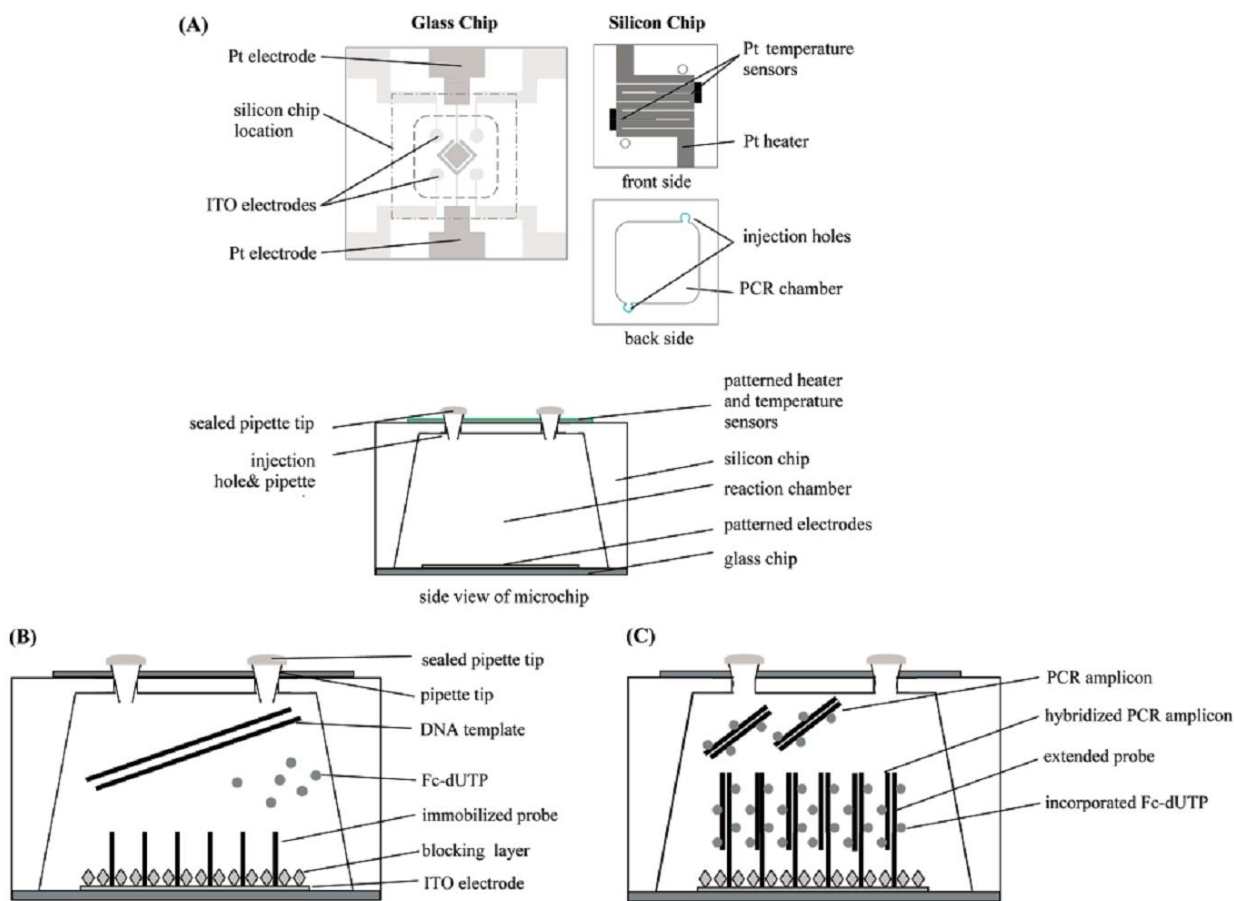 (A)
Glass Chip
Silicon Chip
Pt electrode
silicon chip
location
ITO electrodes
Pt electrode
Pt temperature
sensors
Pt heater
front side
injection holes
PCR chamber
back side
sealed pipette tip
injection
hole& pipette
patterned heater
and temperature
sensors
silicon chip
reaction chamber
patterned electrodes
glass chip
side view of microchip
(B)
sealed pipette tip
pipette tip
DNA template
Fc-dUTP
immobilized probe
blocking layer
ITO electrode
(C)
PCR amplicon
hybridized PCR amplicon
extended probe
incorporated Fc-dUTP